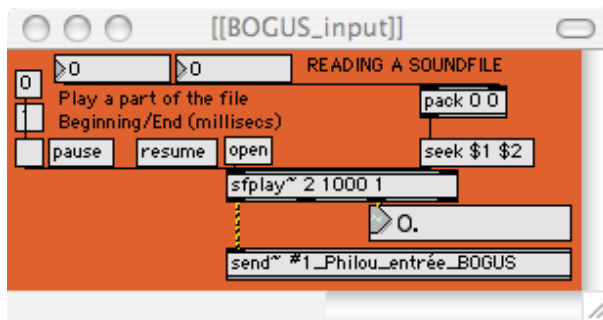 [[BOGUS_input]]
0 0 READING A SOUNDFILE
0
Play a part of the file
pack 0 0
Beginning/End (millisecs)
pause resume open seek $1 $2
sfplay~ 2 1000 1
0.
send~ #1_Philou_entrée_BOGUS